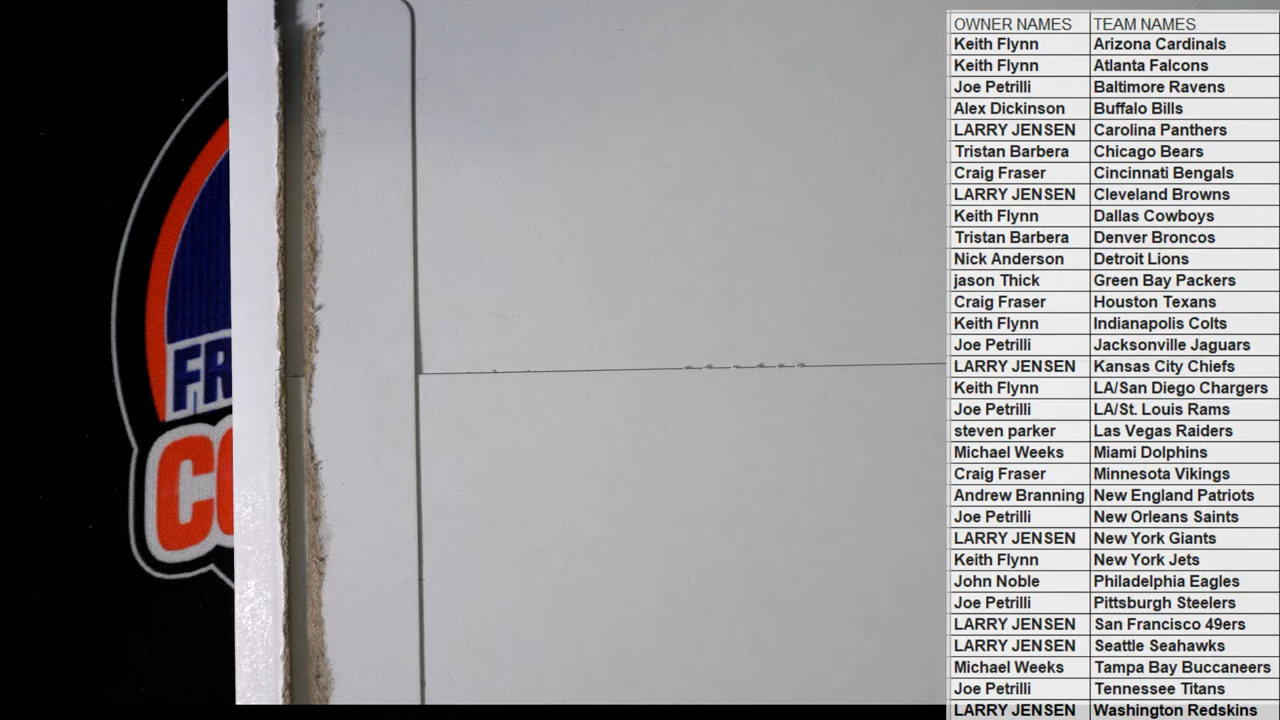 FR
CO
OWNER NAMES TEAM NAMES
Keith Flynn Arizona Cardinals
Keith Flynn Atlanta Falcons
Joe Petrilli Baltimore Ravens
Alex Dickinson Buffalo Bills
LARRY JENSEN Carolina Panthers
Tristan Barbera Chicago Bears
Craig Fraser Cincinnati Bengals
LARRY JENSEN Cleveland Browns
Keith Flynn Dallas Cowboys
Tristan Barbera Denver Broncos
Nick Anderson Detroit Lions
jason Thick Green Bay Packers
Craig Fraser Houston Texans
Keith Flynn Indianapolis Colts
Joe Petrilli Jacksonville Jaguars
LARRY JENSEN Kansas City Chiefs
Keith Flynn LA/San Diego Chargers
Joe Petrilli LA/St. Louis Rams
steven parker Las Vegas Raiders
Michael Weeks Miami Dolphins
Craig Fraser Minnesota Vikings
Andrew Branning New England Patriots
Joe Petrilli New Orleans Saints
LARRY JENSEN New York Giants
Keith Flynn New York Jets
John Noble Philadelphia Eagles
Joe Petrilli Pittsburgh Steelers
LARRY JENSEN San Francisco 49ers
LARRY JENSEN Seattle Seahawks
Michael Weeks Tampa Bay Buccaneers
Joe Petrilli Tennessee Titans
LARRY JENSEN Washington Redskins